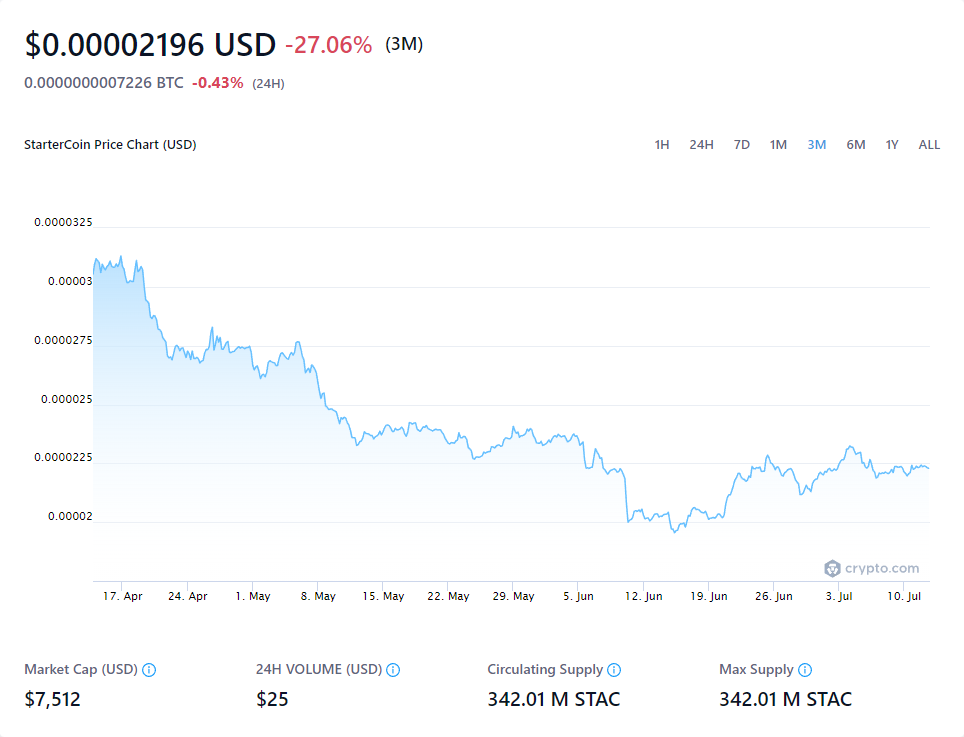 $0.00002196 USD -27.06% (3M)
0.0000000007226 BTC -0.43% (24H)
StarterCoin Price Chart (USD) 1H 24H 7D 1M 3M 6M 1Y ALL
0.0000325
0.00003
0.0000275
0.000025
0.0000225
0.00002
crypto.com
17. Apr 24. Apr 1. May 8. May 15. May 22. May 29. May 5. Jun 12. Jun 19. Jun 26. Jun 3. Jul 10. Jul
Market Cap (USD) 24H VOLUME (USD) Circulating Supply Max Supply
$7,512 $25 342.01 M STAC 342.01 M STAC